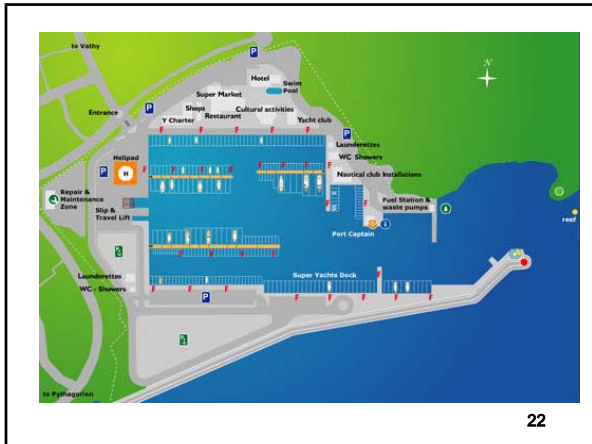 to Vathy
N
P
Hotel
Swim
Pool
Super Market
P
Shops
Cultural activities
Entrance
Restaurant
Y Charter
Yacht club
F F F F F
P
Launderettes
WC Showers
Helipad
H
P
F F F F F
F F F F
Nautical club Installations
Repair &
Maintenance
Zone
Slip &
Travel Lift
Fuel Station &
waste pumps
reef
F F
Port Captain
F F F F
Launderettes
WC - Showers
Super Yachts Dock
F
F F F F
P
F F F F F
to Pythagorion
22